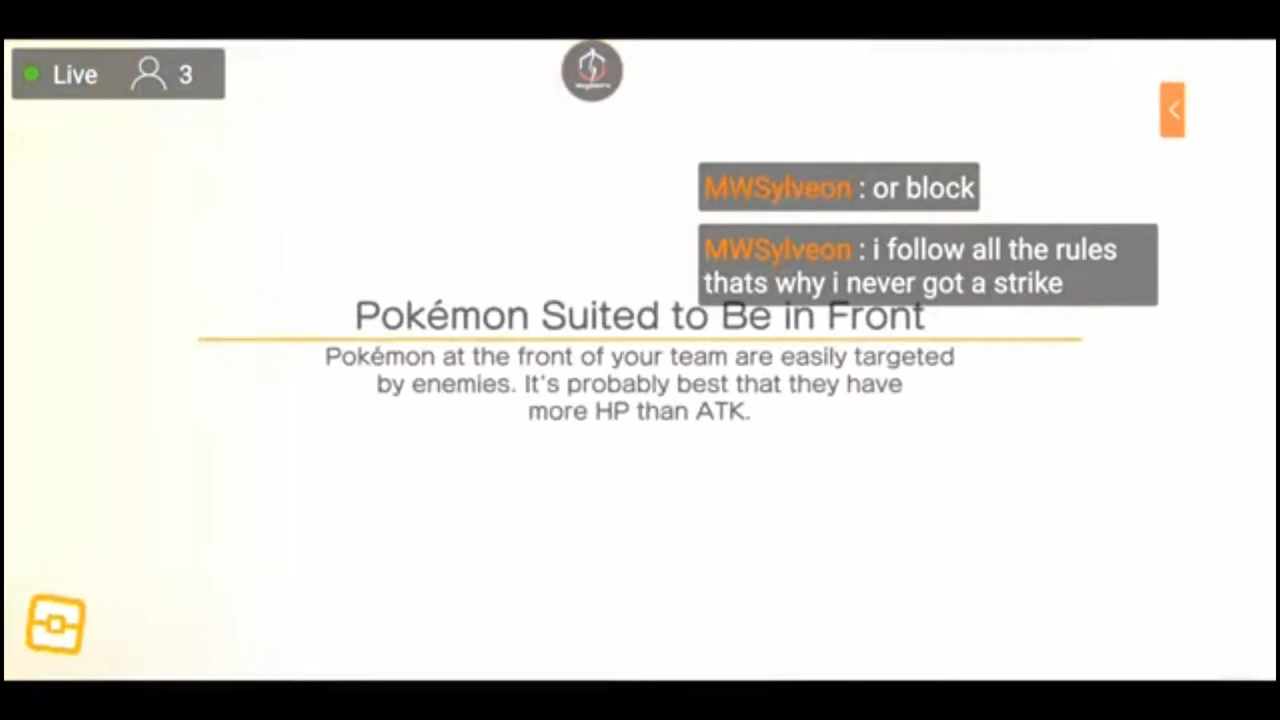 Live 3
MWSylveon : or block
MWSylveon : i follow all the rules
thats why i never got a strike
Pokémon Suited to Be in Front
Pokémon at the front of your team are easily targeted
by enemies. It's probably best that they have
more HP than ATK.